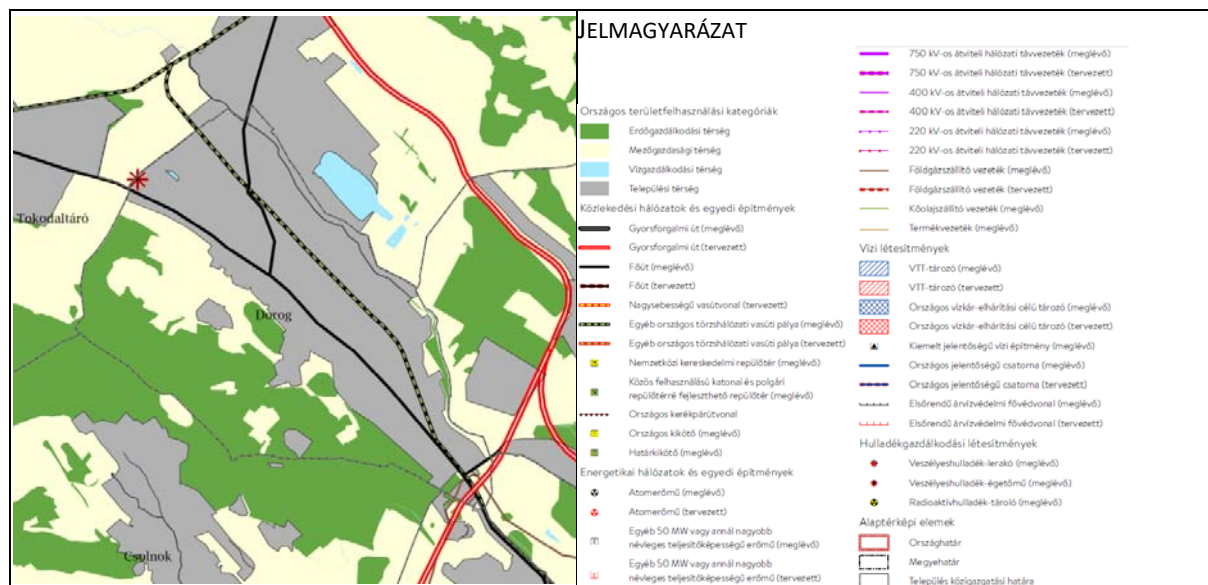 Tokodaltáró
Dorog
Csolnok
JELMAGYARÁZAT
Országos területfelhasználási kategóriák
Erdőgazdálkodási térség
Mezőgazdasági térség
Vízgazdálkodási térség
Települési térség
Közlekedési hálózatok és egyedi építmények
Gyorsforgalmi út (meglévő)
Gyorsforgalmi út (tervezett)
Főút (meglévő)
Főút (tervezett)
Nagysebességű vasútvonal (tervezett)
Egyéb országos törzshálózati vasúti pálya (meglévő)
Egyéb országos törzshálózati vasúti pálya (tervezett)
Nemzetközi kereskedelmi repülőtér (meglévő)
Közös felhasználású katonai és polgári
repülőtérré fejleszthető repülőtér (meglévő)
Országos kerékpárútvonal
Országos kikötő (meglévő)
Határkikötő (meglévő)
Energetikai hálózatok és egyedi építmények
Atomerőmű (meglévő)
Atomerőmű (tervezett)
Egyéb 50 MW vagy annál nagyobb
névleges teljesítőképességű erőmű (meglévő)
Egyéb 50 MW vagy annál nagyobb
névleges teljesítőképességű erőmű (tervezett)
750 kV-os átviteli hálózati távvezeték (meglévő)
750 kV-os átviteli hálózati távvezeték (tervezett)
400 kV-os átviteli hálózati távvezeték (meglévő)
400 kV-os átviteli hálózati távvezeték (tervezett)
220 kV-os átviteli hálózati távvezeték (meglévő)
220 kV-os átviteli hálózati távvezeték (tervezett)
Földgázszállító vezeték (meglévő)
Földgázszállító vezeték (tervezett)
Kőolajszállító vezeték (meglévő)
Termékvezeték (meglévő)
Vízi létesítmények
VTT-tározó (meglévő)
VTT-tározó (tervezett)
Országos vízkár-elhárítási célú tározó (meglévő)
Országos vízkár-elhárítási célú tározó (tervezett)
Kiemelt jelentőségű vízi építmény (meglévő)
Országos jelentőségű csatorna (meglévő)
Országos jelentőségű csatorna (tervezett)
Elsőrendű árvízvédelmi fővédvonal (meglévő)
Elsőrendű árvízvédelmi fővédvonal (tervezett)
Hulladékgazdálkodási létesítmények
Veszélyeshulladék-lerakó (meglévő)
Veszélyeshulladék-égetőmű (meglévő)
Radioaktívhulladék-tároló (meglévő)
Alaptérképi elemek
Országhatár
Megyehatár
Település közigazgatási határa